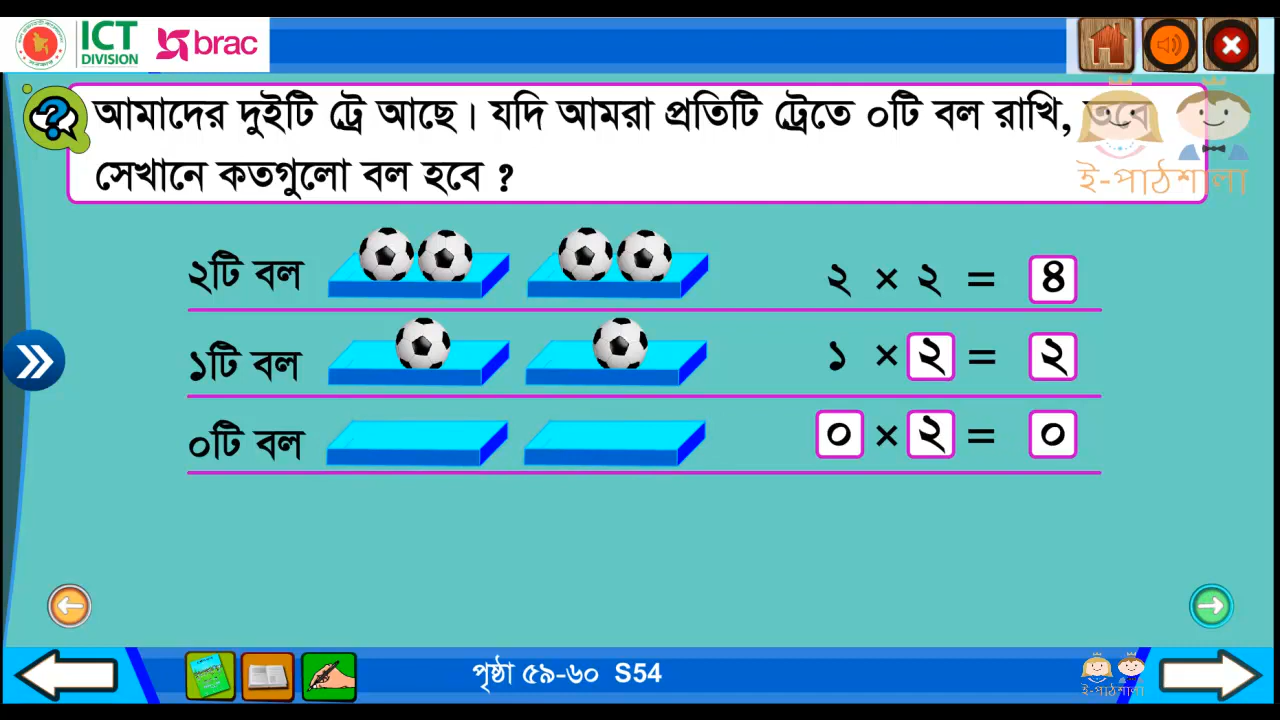 ICT
DIVISION
brac
আমাদের দুইটি ট্রে আছে। যদি আমরা প্রতিটি ট্রেতে ০টি বল রাখি, তবে
সেখানে কতগুলো বল হবে ?
ই-পাঠশালা
২টি বল ২ × ২ = ৪
১টি বল ১ × ২ = ২
০টি বল ০ × ২ = ০
পৃষ্ঠা ৫৯-৬০ S54
ই-পাঠশালা